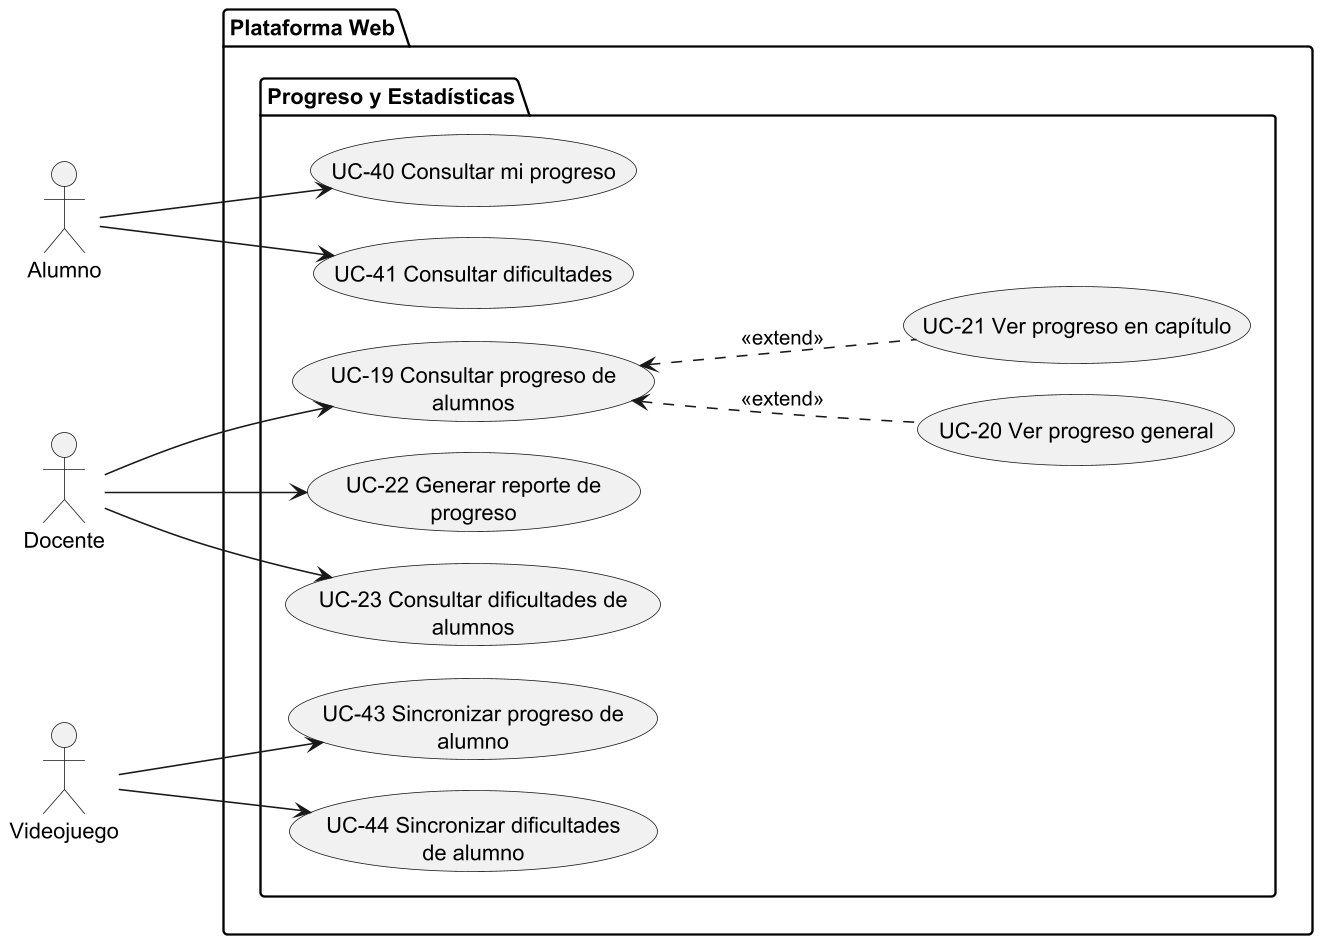 Plataforma Web
Progreso y Estadísticas
UC-40 Consultar mi progreso
UC-41 Consultar dificultades
Alumno
UC-21 Ver progreso en capítulo
«extend»
UC-19 Consultar progreso de
alumnos
«extend»
UC-20 Ver progreso general
UC-22 Generar reporte de
progreso
Docente
UC-23 Consultar dificultades de
alumnos
UC-43 Sincronizar progreso de
alumno
Videojuego
UC-44 Sincronizar dificultades
de alumno